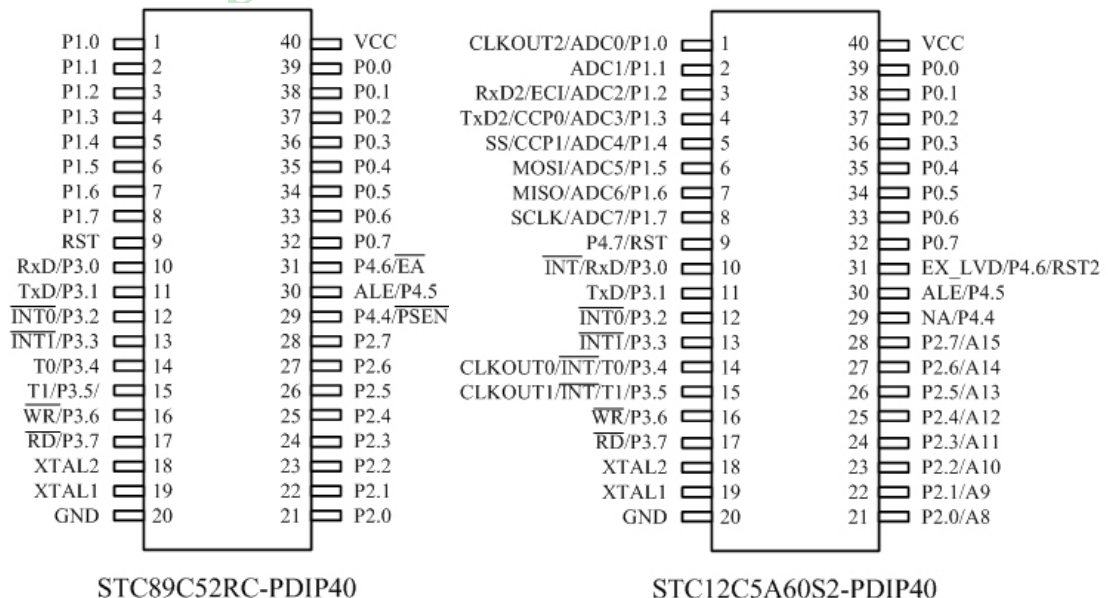 P1.0 1 40 VCC
P1.1 2 39 P0.0
P1.2 3 38 P0.1
P1.3 4 37 P0.2
P1.4 5 36 P0.3
P1.5 6 35 P0.4
P1.6 7 34 P0.5
P1.7 8 33 P0.6
RST 9 32 P0.7
RxD/P3.0 10 31 P4.6/EA
TxD/P3.1 11 30 ALE/P4.5
INT0/P3.2 12 29 P4.4/PSEN
INT1/P3.3 13 28 P2.7
T0/P3.4 14 27 P2.6
T1/P3.5/ 15 26 P2.5
WR/P3.6 16 25 P2.4
RD/P3.7 17 24 P2.3
XTAL2 18 23 P2.2
XTAL1 19 22 P2.1
GND 20 21 P2.0
STC89C52RC-PDIP40
CLKOUT2/ADC0/P1.0 1 40 VCC
ADC1/P1.1 2 39 P0.0
RxD2/ECI/ADC2/P1.2 3 38 P0.1
TxD2/CCP0/ADC3/P1.3 4 37 P0.2
SS/CCP1/ADC4/P1.4 5 36 P0.3
MOSI/ADC5/P1.5 6 35 P0.4
MISO/ADC6/P1.6 7 34 P0.5
SCLK/ADC7/P1.7 8 33 P0.6
P4.7/RST 9 32 P0.7
INT/RxD/P3.0 10 31 EX_LVD/P4.6/RST2
TxD/P3.1 11 30 ALE/P4.5
INT0/P3.2 12 29 NA/P4.4
INT1/P3.3 13 28 P2.7/A15
CLKOUT0/INT/T0/P3.4 14 27 P2.6/A14
CLKOUT1/INT/T1/P3.5 15 26 P2.5/A13
WR/P3.6 16 25 P2.4/A12
RD/P3.7 17 24 P2.3/A11
XTAL2 18 23 P2.2/A10
XTAL1 19 22 P2.1/A9
GND 20 21 P2.0/A8
STC12C5A60S2-PDIP40